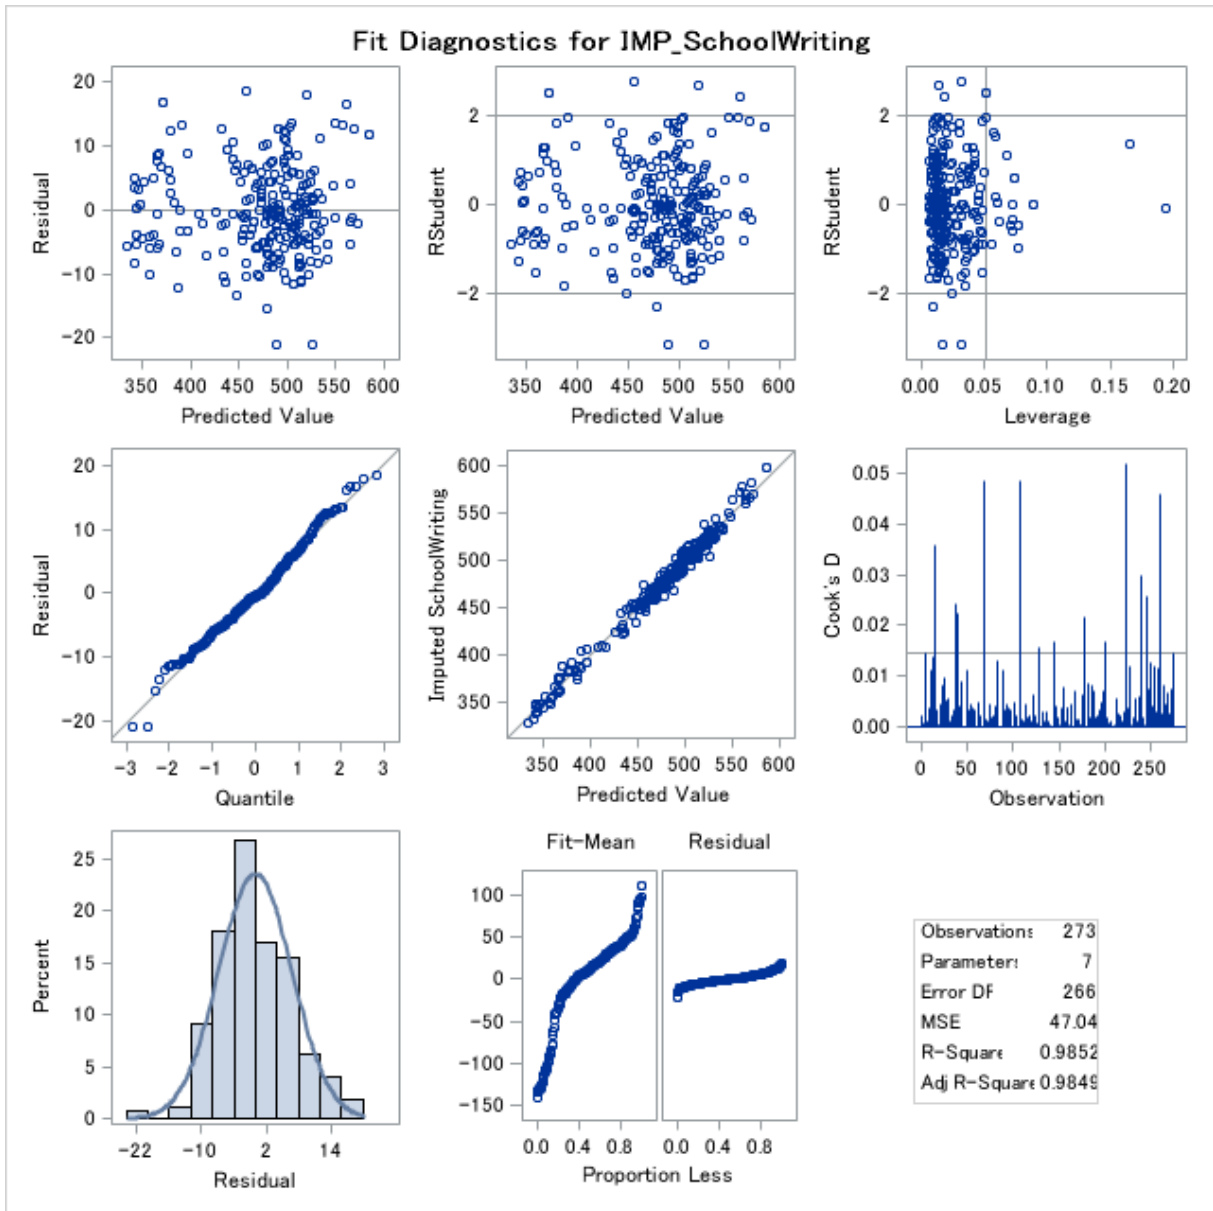 Fit Diagnostics for IMP_SchoolWriting
20
10
0
-10
-20
Residual
350 400 450 500 550 600
Predicted Value
2
0
-2
RStudent
350 400 450 500 550 600
Predicted Value
2
0
-2
RStudent
0.00 0.05 0.10 0.15 0.20
Leverage
20
10
0
-10
-20
Residual
-3 -2 -1 0 1 2 3
Quantile
600
550
500
450
400
350
Imputed SchoolWriting
350 400 450 500 550 600
Predicted Value
0.05
0.04
0.03
0.02
0.01
0.00
Cook's D
0 50 100 150 200 250
Observation
25
20
15
10
5
0
Percent
-22 -10 2 14
Residual
Fit-Mean Residual
100
50
0
-50
-100
-150
0.0 0.4 0.8 0.0 0.4 0.8
Proportion Less
Observations 273
Parameters 7
Error DF 266
MSE 47.04
R-Square 0.9852
Adj R-Square 0.9849